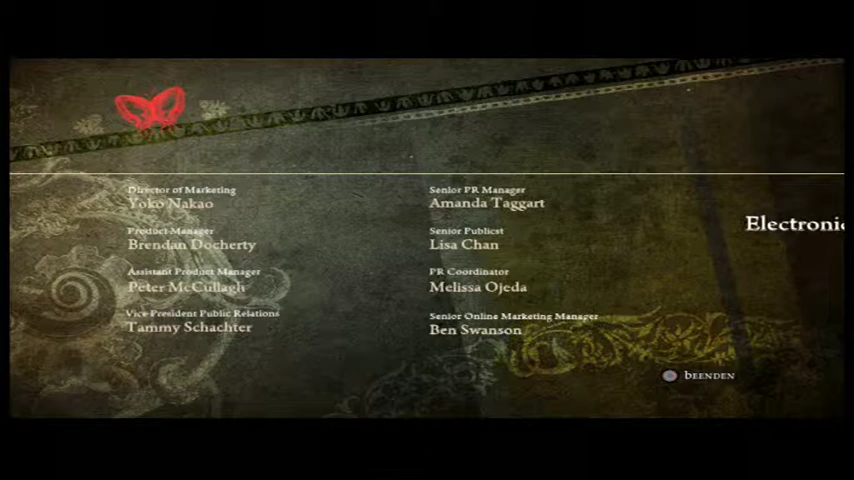 Director of Marketing
Yoko Nakao
Product Manager
Brendan Docherty
Assistant Product Manager
Peter McCullagh
Vice President Public Relations
Tammy Schachter
Senior PR Manager
Amanda Taggart
Senior Publicst
Lisa Chan
PR Coordinator
Melissa Ojeda
Senior Online Marketing Manager
Ben Swanson
Electronic
beenden